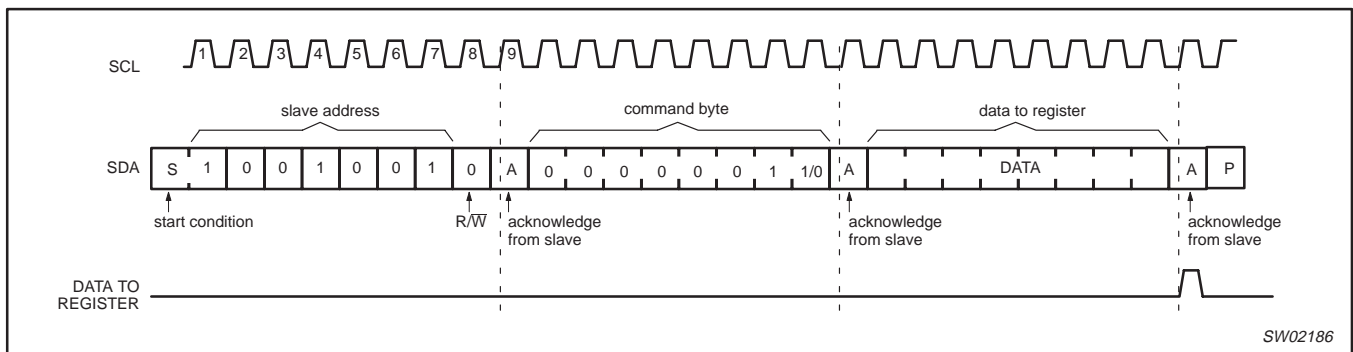 SCL 1 2 3 4 5 6 7 8 9
slave address command byte data to register
SDA S 1 0 0 1 0 0 1 0 A 0 0 0 0 0 0 1 1/0 A DATA A P
start condition R/W̅ acknowledge from slave acknowledge from slave acknowledge from slave
DATA TO
REGISTER
SW02186